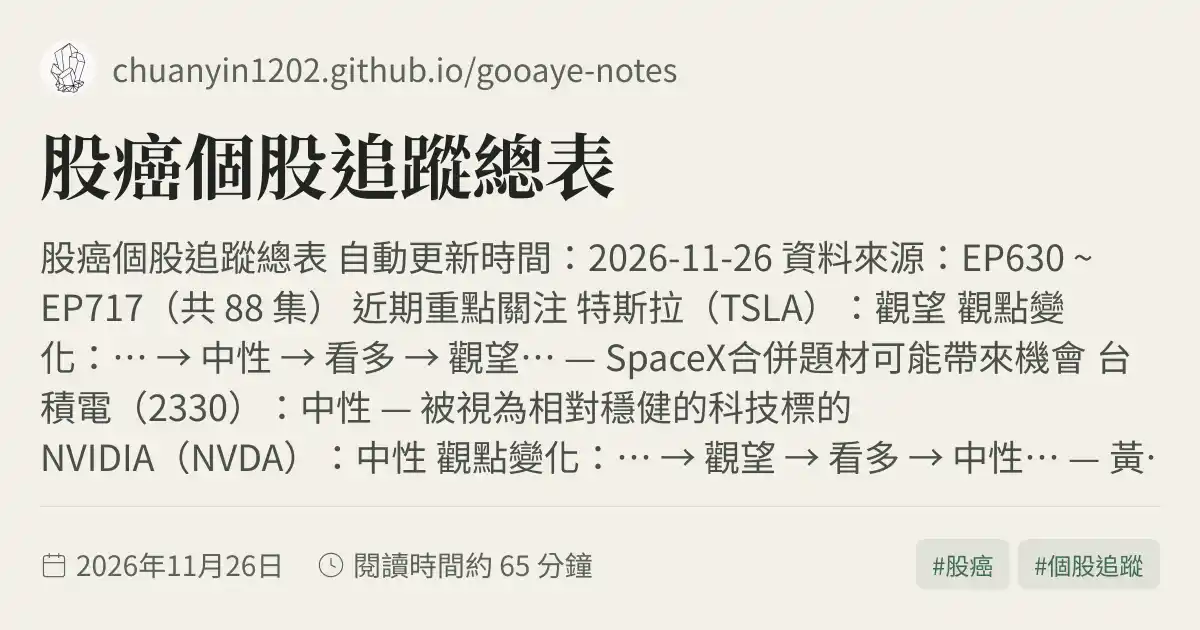 chuanyin1202.github.io/gooaye-notes
股癌個股追蹤總表
股癌個股追蹤總表 自動更新時間：2026-11-26 資料來源：EP630 ~
EP717（共 88 集） 近期重點關注 特斯拉（TSLA）：觀望 觀點變
化：… → 中性 → 看多 → 觀望… — SpaceX合併題材可能帶來機會 台
積電（2330）：中性 — 被視為相對穩健的科技標的
NVIDIA（NVDA）：中性 觀點變化：… → 觀望 → 看多 → 中性… — 黃·
2026年11月26日 閱讀時間約 65 分鐘 #股癌 #個股追蹤